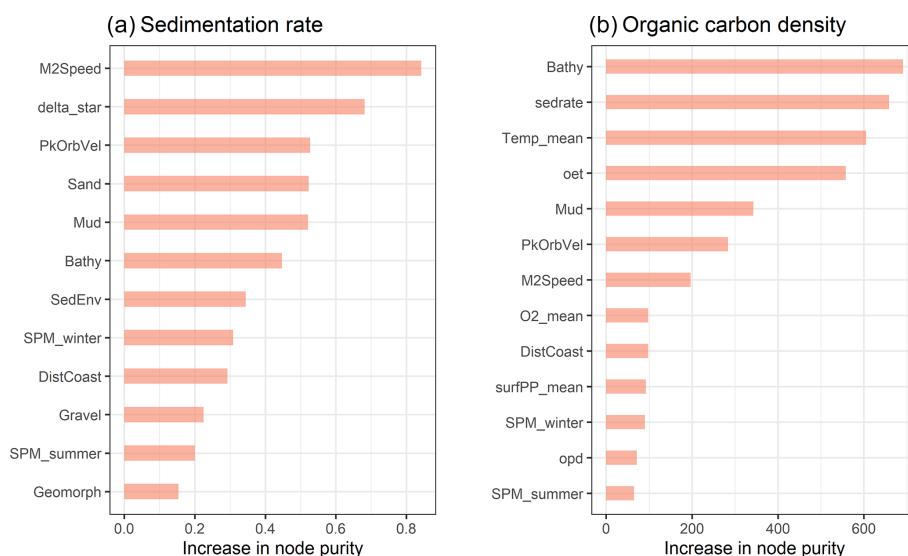 (a) Sedimentation rate
M2Speed
delta_star
PkOrbVel
Sand
Mud
Bathy
SedEnv
SPM_winter
DistCoast
Gravel
SPM_summer
Geomorph
0.0 0.2 0.4 0.6 0.8
Increase in node purity
(b) Organic carbon density
Bathy
sedrate
Temp_mean
oet
Mud
PkOrbVel
M2Speed
O2_mean
DistCoast
surfPP_mean
SPM_winter
opd
SPM_summer
0 200 400 600
Increase in node purity